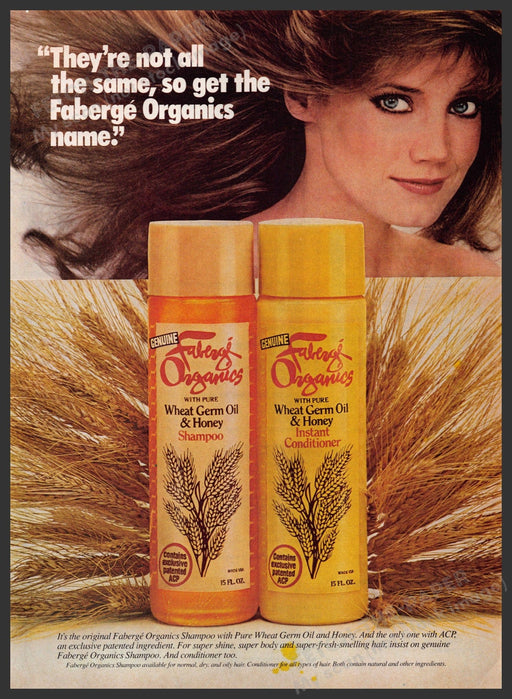 “They’re not all
the same, so get the
Fabergé Organics
name.”
GENUINE
Fabergé
Organics
WITH PURE
Wheat Germ Oil
& Honey
Shampoo
Contains
exclusive
patented
ACP
MADE USA
15 FL. OZ.
GENUINE
Fabergé
Organics
WITH PURE
Wheat Germ Oil
& Honey
Instant
Conditioner
Contains
exclusive
patented
ACP
MADE USA
15 FL. OZ.
It's the original Fabergé Organics Shampoo with Pure Wheat Germ Oil and Honey. And the only one with ACP,
an exclusive patented ingredient. For super shine, super body and super-fresh-smelling hair, insist on genuine
Fabergé Organics Shampoo. And conditioner too.
Fabergé Organics Shampoo available for normal, dry, and oily hair. Conditioner for all types of hair. Both contain natural and other ingredients.